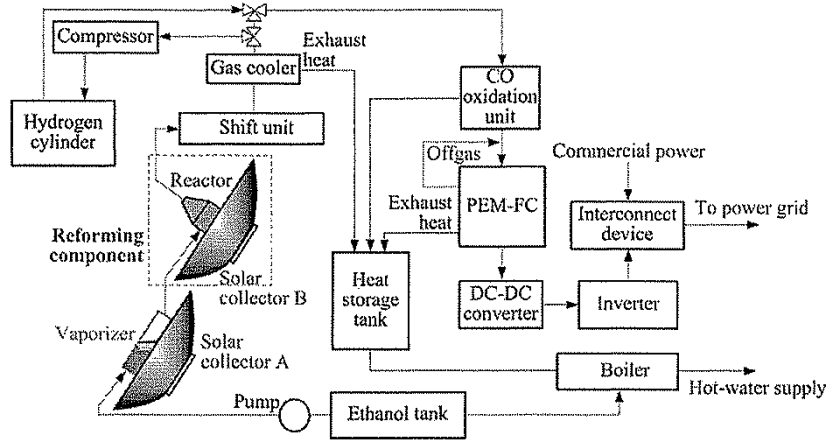 Compressor
Exhaust
heat
Gas cooler
CO
oxidation
unit
Hydrogen
cylinder
Shift unit
Offgas
Commercial power
Reactor
Exhaust
heat
PEM-FC
Interconnect
device
To power grid
Reforming
component
Solar
collector B
Heat
storage
tank
DC-DC
converter
Inverter
Vaporizer
Solar
collector A
Boiler
Hot-water supply
Pump
Ethanol tank